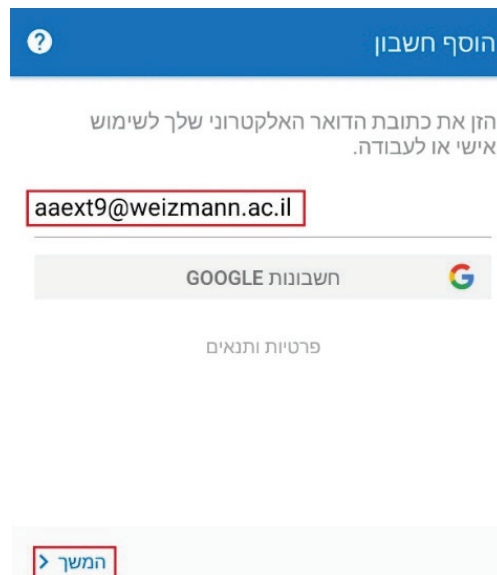 הוסף חשבון
הזן את כתובת הדואר האלקטרוני שלך לשימוש
אישי או לעבודה.
aaext9@weizmann.ac.il
חשבונות GOOGLE
פרטיות ותנאים
המשך